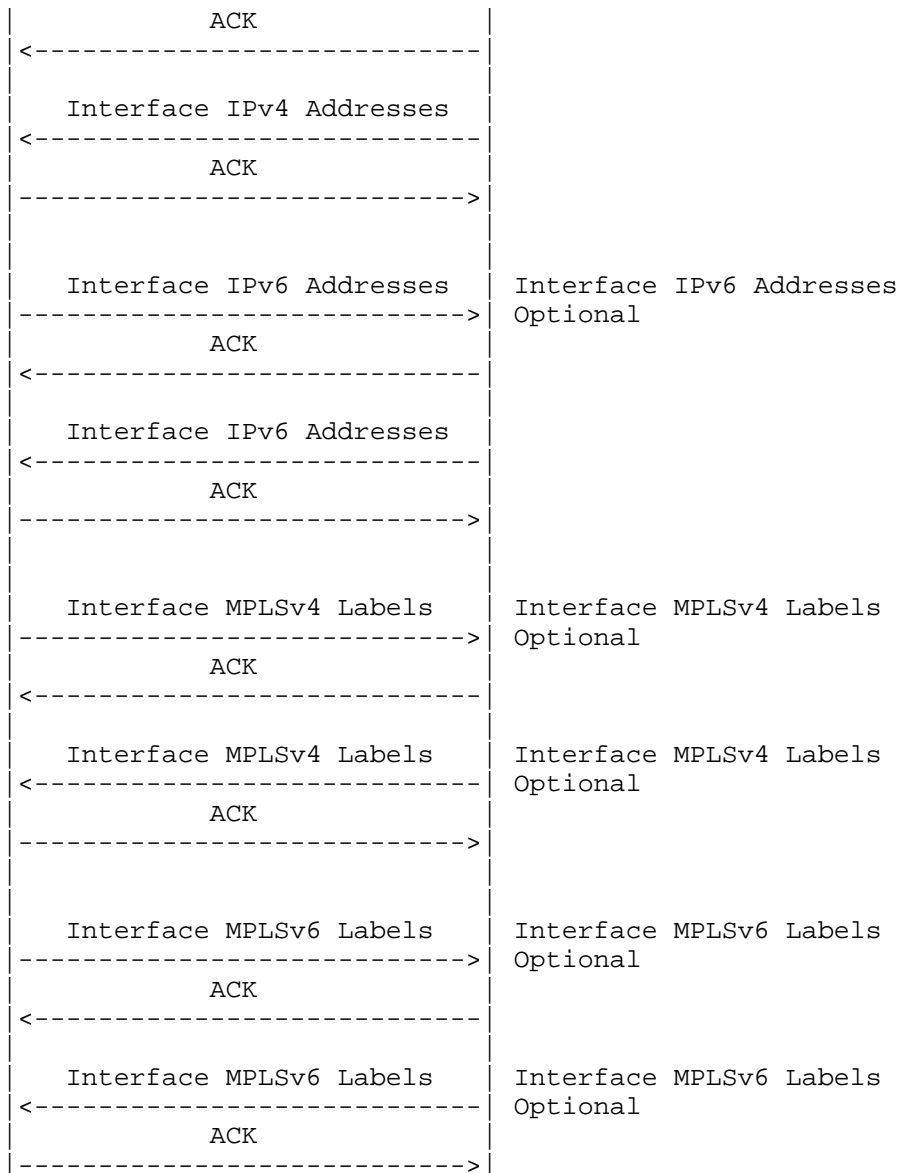 |            ACK              |
|<----------------------------|
|                             |
|   Interface IPv4 Addresses  |
|<----------------------------|
|            ACK              |
|---------------------------->|
|                             |
|                             |
|   Interface IPv6 Addresses  | Interface IPv6 Addresses
|---------------------------->| Optional
|            ACK              |
|<----------------------------|
|                             |
|   Interface IPv6 Addresses  |
|<----------------------------|
|            ACK              |
|---------------------------->|
|                             |
|                             |
|   Interface MPLSv4 Labels   | Interface MPLSv4 Labels
|---------------------------->| Optional
|            ACK              |
|<----------------------------|
|                             |
|   Interface MPLSv4 Labels   | Interface MPLSv4 Labels
|<----------------------------| Optional
|            ACK              |
|---------------------------->|
|                             |
|                             |
|   Interface MPLSv6 Labels   | Interface MPLSv6 Labels
|---------------------------->| Optional
|            ACK              |
|<----------------------------|
|                             |
|   Interface MPLSv6 Labels   | Interface MPLSv6 Labels
|<----------------------------| Optional
|            ACK              |
|---------------------------->|